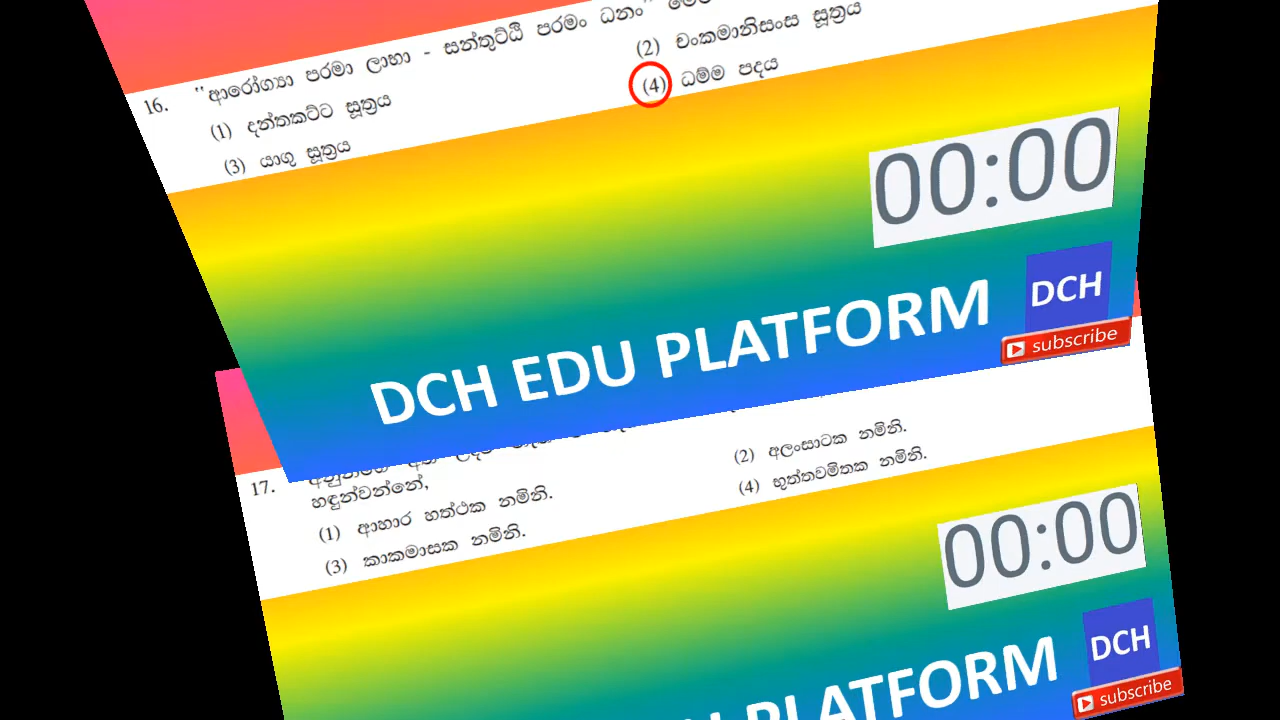 16. "ආරෝග්‍යා පරමා ලාභා - සන්තුට්ඨි පරමං ධනං"
(1) දන්තකට්ට සූත්‍රය
(2) චංකමානිසංස සූත්‍රය
(3) යාගු සූත්‍රය
(4) ධම්ම පදය
00:00
DCH EDU PLATFORM
DCH
subscribe
17.
හඳුන්වන්නේ,
(1) ආහාර හත්ථක නමිනි.
(2) අලංසාටක නමිනි.
(3) කාකමාසක නමිනි.
(4) භුත්තවමිතක නමිනි.
00:00
PLATFORM
DCH
subscribe